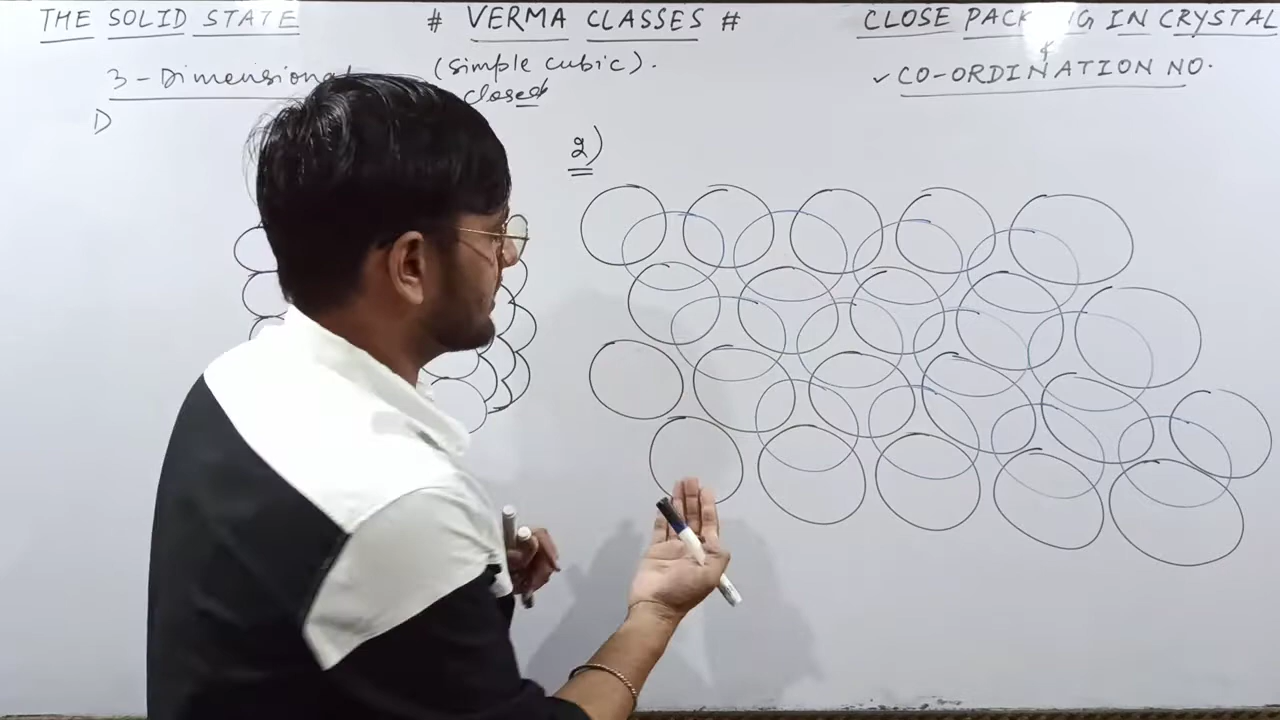 THE SOLID STATE
# VERMA CLASSES #
CLOSE PACK G IN CRYSTAL
&
✓ CO-ORDINATION NO.
3-Dimensional
(simple cubic).
closed
2)